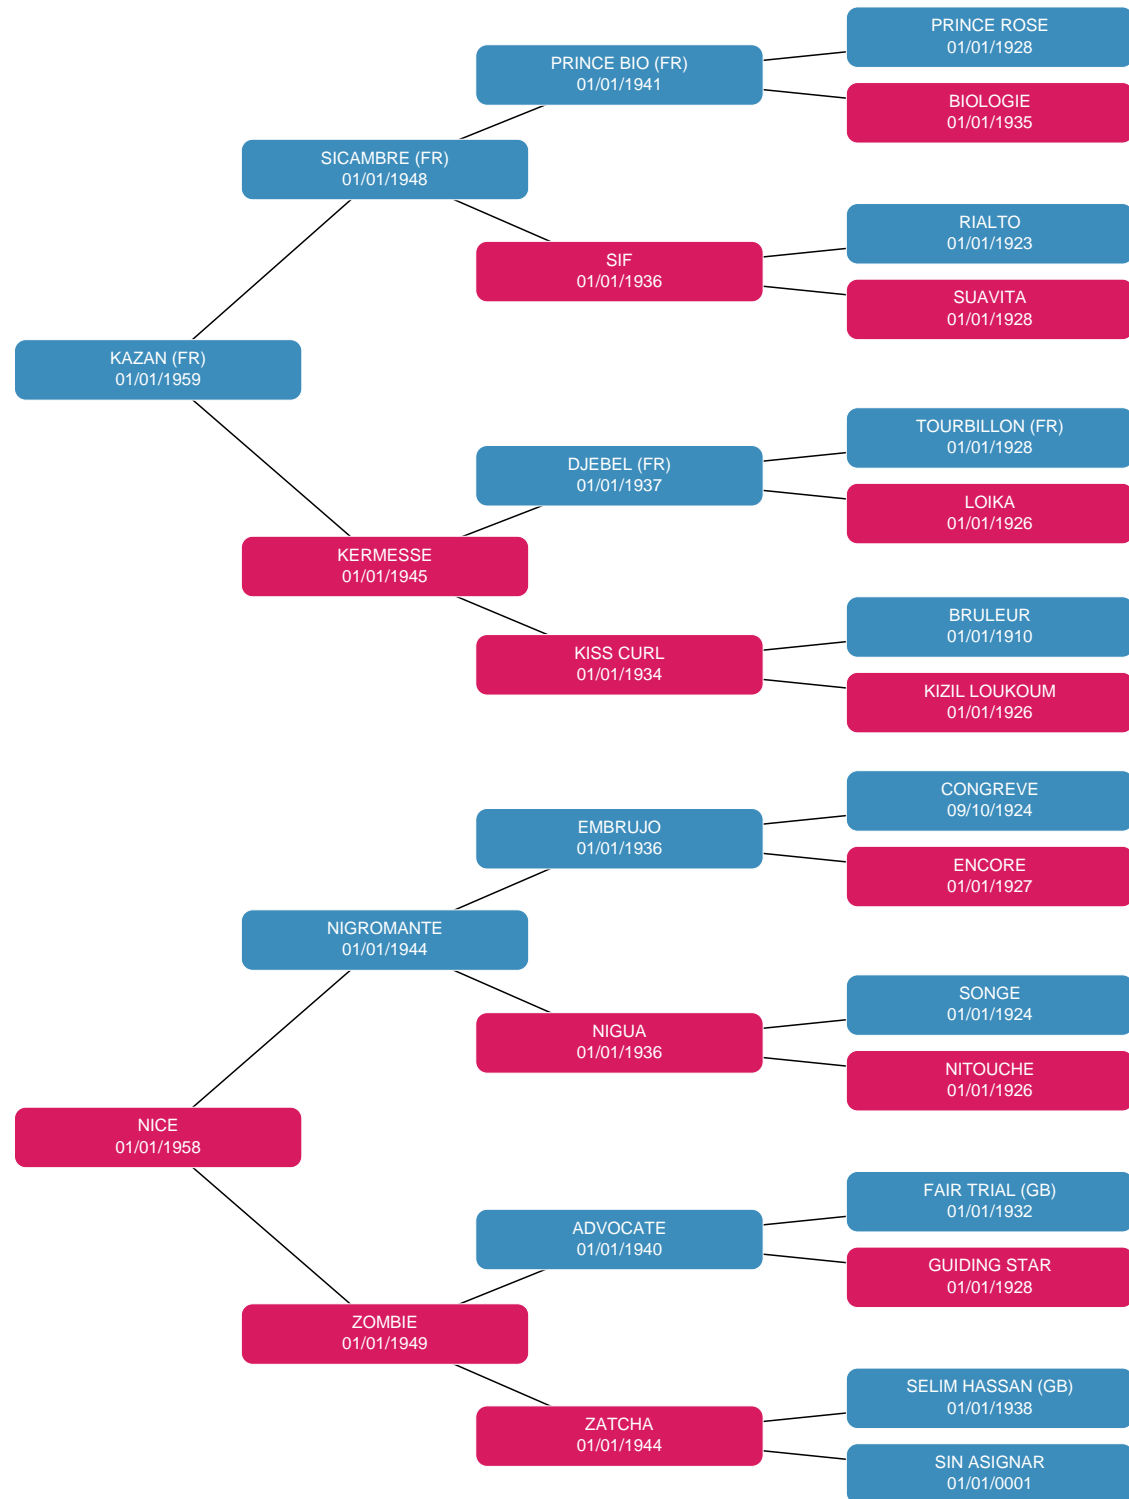 PRINCE ROSE
01/01/1928
PRINCE BIO (FR)
01/01/1941
BIOLOGIE
01/01/1935
SICAMBRE (FR)
01/01/1948
RIALTO
01/01/1923
SIF
01/01/1936
SUAVITA
01/01/1928
KAZAN (FR)
01/01/1959
TOURBILLON (FR)
01/01/1928
DJEBEL (FR)
01/01/1937
LOIKA
01/01/1926
KERMESSE
01/01/1945
BRULEUR
01/01/1910
KISS CURL
01/01/1934
KIZIL LOUKOUM
01/01/1926
CONGREVE
09/10/1924
EMBRUJO
01/01/1936
ENCORE
01/01/1927
NIGROMANTE
01/01/1944
SONGE
01/01/1924
NIGUA
01/01/1936
NITOUCHE
01/01/1926
NICE
01/01/1958
FAIR TRIAL (GB)
01/01/1932
ADVOCATE
01/01/1940
GUIDING STAR
01/01/1928
ZOMBIE
01/01/1949
SELIM HASSAN (GB)
01/01/1938
ZATCHA
01/01/1944
SIN ASIGNAR
01/01/0001